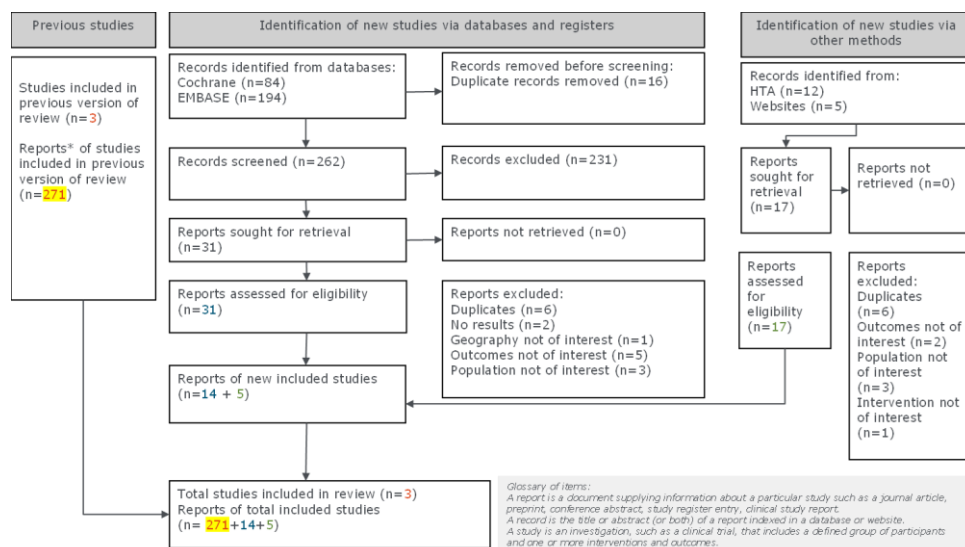 Previous studies
Studies included in
previous version of
review (n=3)
Reports* of studies
included in previous
version of review
(n=271)
Identification of new studies via databases and registers
Records identified from databases:
Cochrane (n=84)
EMBASE (n=194)
Records removed before screening:
Duplicate records removed (n=16)
Records screened (n=262)
Records excluded (n=231)
Reports sought for retrieval
(n=31)
Reports not retrieved (n=0)
Reports assessed for eligibility
(n=31)
Reports excluded:
Duplicates (n=6)
No results (n=2)
Geography not of interest (n=1)
Outcomes not of interest (n=5)
Population not of interest (n=3)
Reports of new included studies
(n=14 + 5)
Identification of new studies via
other methods
Records identified from:
HTA (n=12)
Websites (n=5)
Reports
sought for
retrieval
(n=17)
Reports not
retrieved (n=0)
Reports
assessed
for
eligibility
(n=17)
Reports
excluded:
Duplicates
(n=6)
Outcomes not of
interest (n=2)
Population not
of interest
(n=3)
Intervention not
of interest
(n=1)
Total studies included in review (n=3)
Reports of total included studies
(n= 271+14+5)
Glossary of items:
A report is a document supplying information about a particular study such as a journal article,
preprint, conference abstract, study register entry, clinical study report.
A record is the title or abstract (or both) of a report indexed in a database or website.
A study is an investigation, such as a clinical trial, that includes a defined group of participants
and one or more interventions and outcomes.